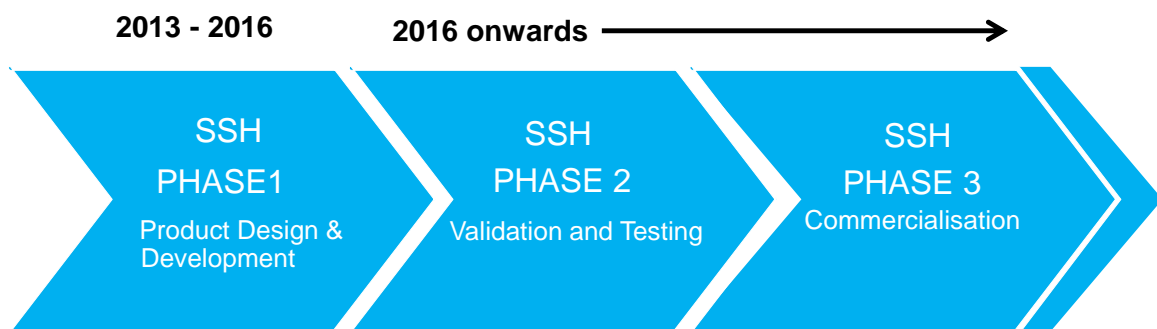 2013 - 2016
2016 onwards
SSH
PHASE1
Product Design &
Development
SSH
PHASE 2
Validation and Testing
SSH
PHASE 3
Commercialisation